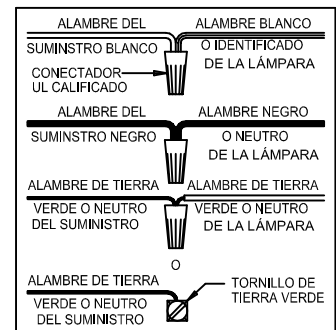 ALAMBRE DEL
SUMINSTRO BLANCO
ALAMBRE BLANCO
O IDENTIFICADO
DE LA LÁMPARA
CONECTADOR
UL CALIFICADO
ALAMBRE DEL
SUMINSTRO NEGRO
ALAMBRE NEGRO
O NEUTRO
DE LA LÁMPARA
ALAMBRE DE TIERRA
VERDE O NEUTRO
DEL SUMINISTRO
ALAMBRE DE TIERRA
VERDE O NEUTRO
DE LA LÁMPARA
O
ALAMBRE DE TIERRA
VERDE O NEUTRO
DEL SUMINISTRO
TORNILLO DE
TIERRA VERDE